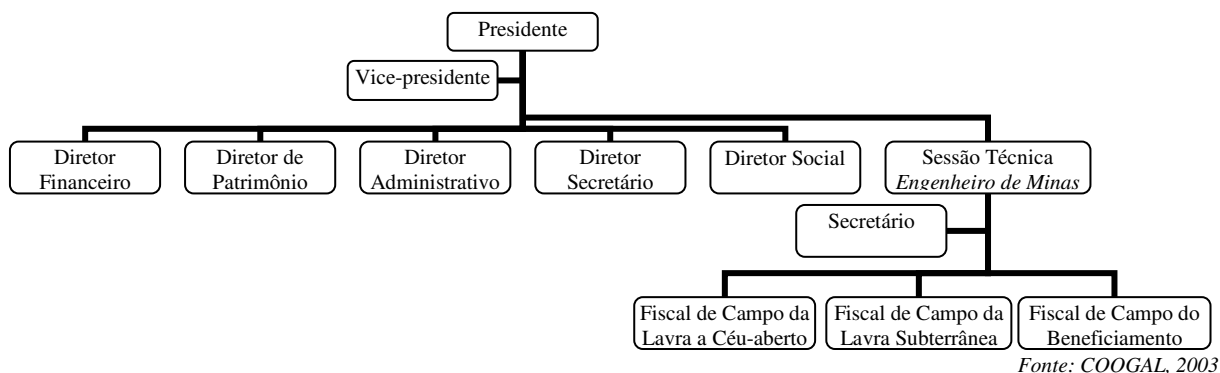 Presidente
Vice-presidente
Diretor
Financeiro
Diretor de
Patrimônio
Diretor
Administrativo
Diretor
Secretário
Diretor Social
Sessão Técnica
Engenheiro de Minas
Secretário
Fiscal de Campo da
Lavra a Céu-aberto
Fiscal de Campo da
Lavra Subterrânea
Fiscal de Campo do
Beneficiamento
Fonte: COOGAL, 2003